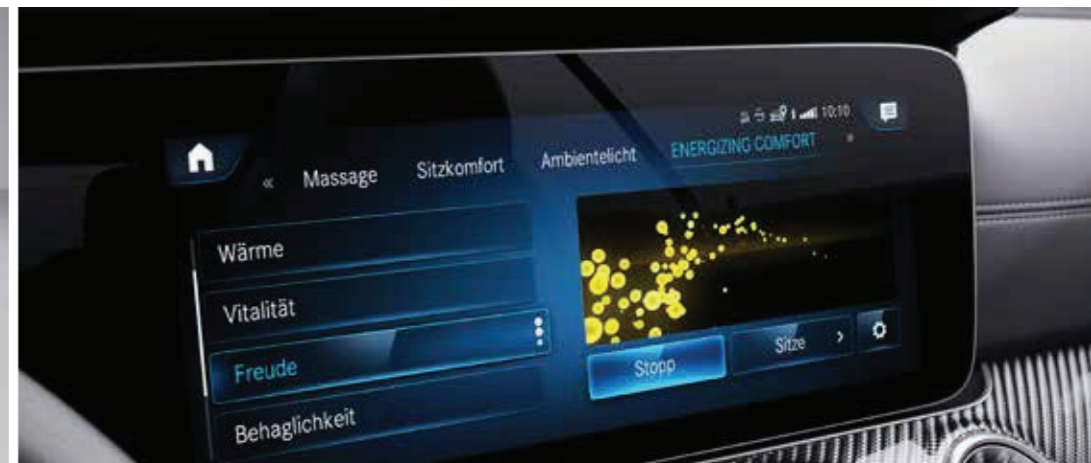 10:10
« Massage Sitzkomfort Ambientelicht ENERGIZING COMFORT
Wärme
Vitalität
Freude
Behaglichkeit
Stopp
Sitze ›